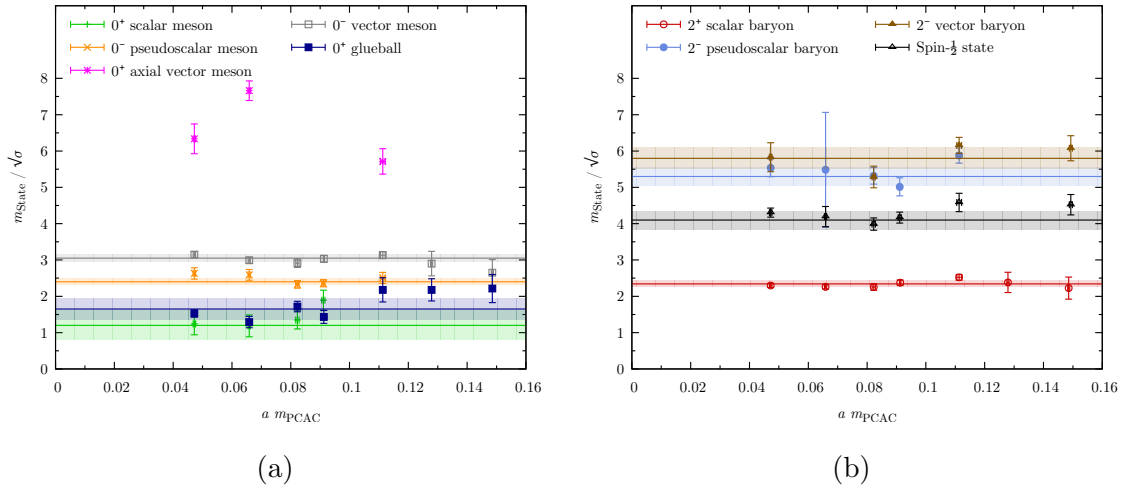 0⁺ scalar meson
0⁻ pseudoscalar meson
0⁺ axial vector meson
0⁻ vector meson
0⁺ glueball
m_State / √σ
8
7
6
5
4
3
2
1
0
0 0.02 0.04 0.06 0.08 0.1 0.12 0.14 0.16
a m_PCAC
(a)
2⁺ scalar baryon
2⁻ pseudoscalar baryon
2⁻ vector baryon
Spin-½ state
m_State / √σ
8
7
6
5
4
3
2
1
0
0 0.02 0.04 0.06 0.08 0.1 0.12 0.14 0.16
a m_PCAC
(b)